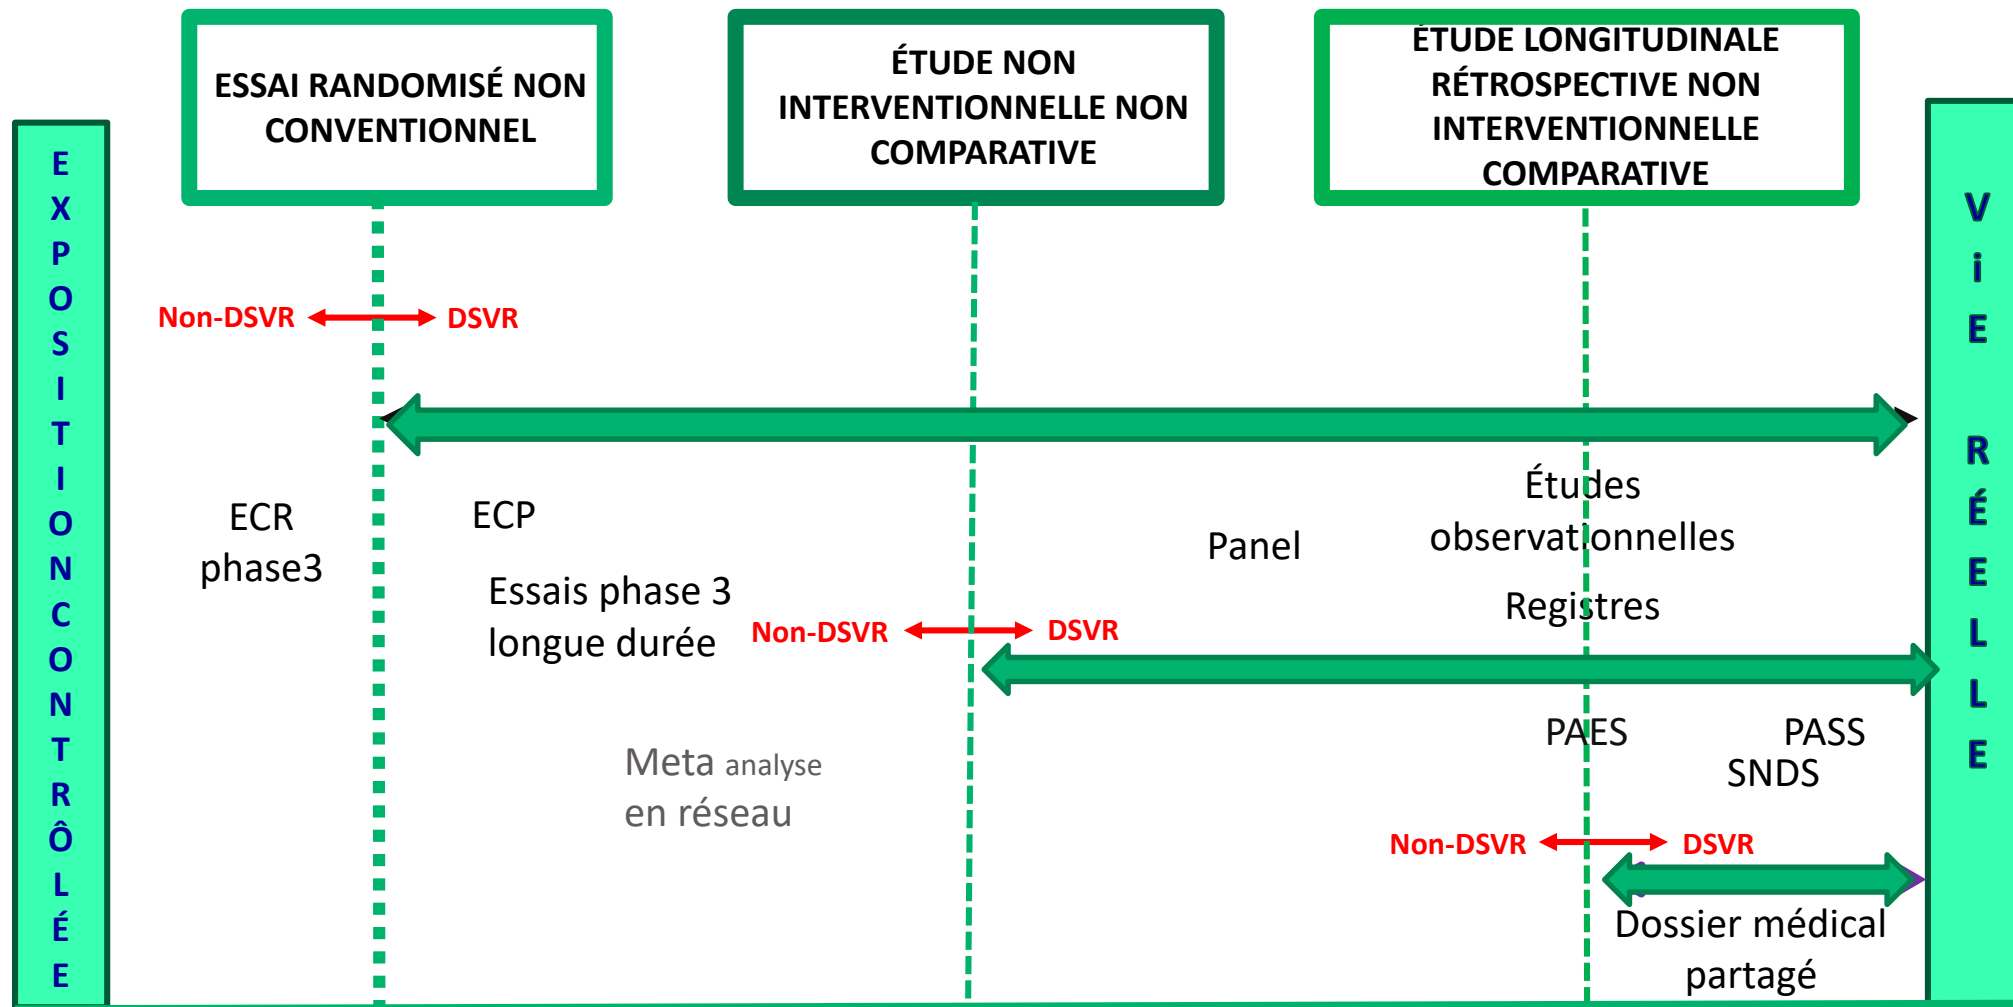 ESSAI RANDOMISÉ NON
CONVENTIONNEL
ÉTUDE NON
INTERVENTIONNELLE NON
COMPARATIVE
ÉTUDE LONGITUDINALE
RÉTROSPECTIVE NON
INTERVENTIONNELLE
COMPARATIVE
EXPOSITIONCONTRÔLÉE
ViE RÉELLE
Non-DSVR DSVR
ECR
phase3
ECP
Essais phase 3
longue durée
Meta analyse
en réseau
Panel
Études
observationnelles
Registres
Non-DSVR DSVR
PAES PASS
SNDS
Non-DSVR DSVR
Dossier médical
partagé